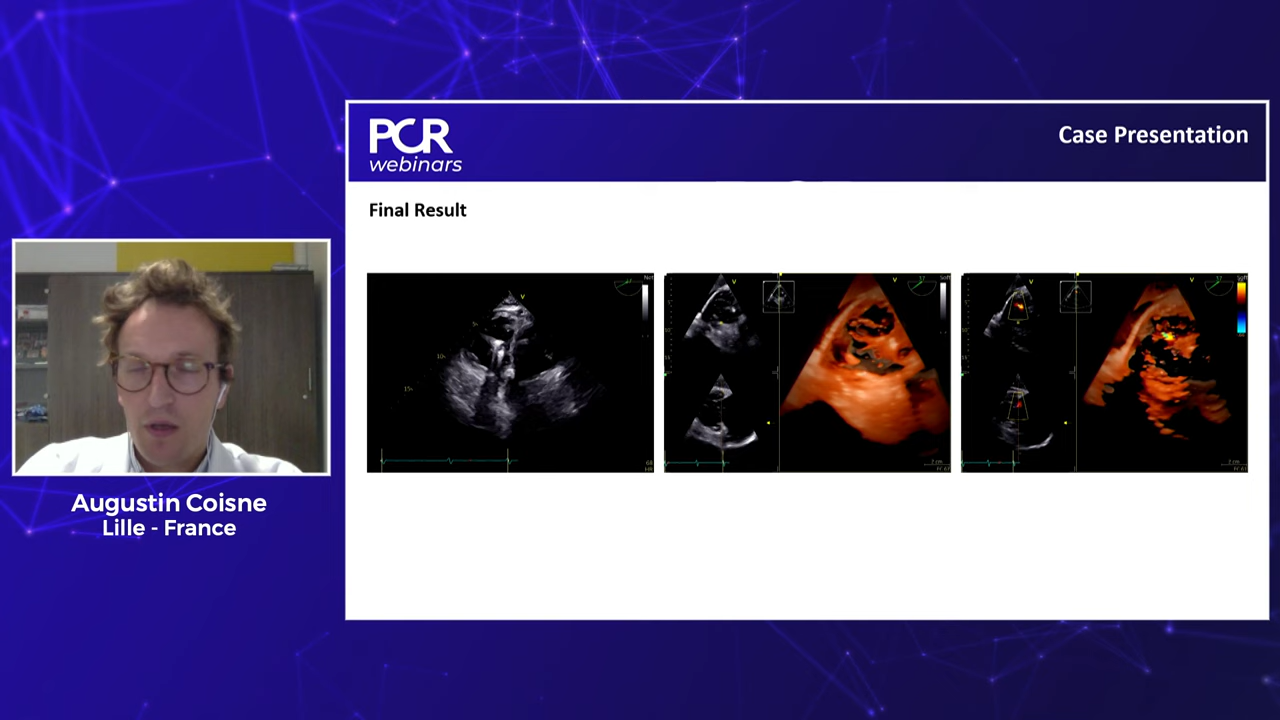 PCR
webinars
Case Presentation
Final Result
V
V
V
Augustin Coisne
Lille - France